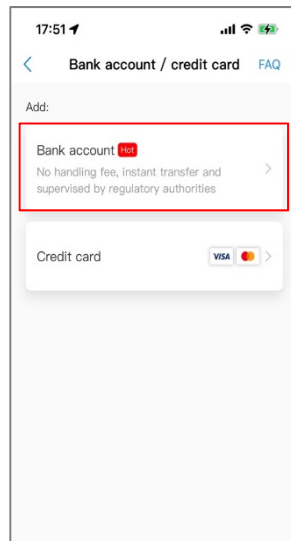 17:51
Bank account / credit card FAQ
Add:
Bank account Hot
No handling fee, instant transfer and
supervised by regulatory authorities
Credit card VISA